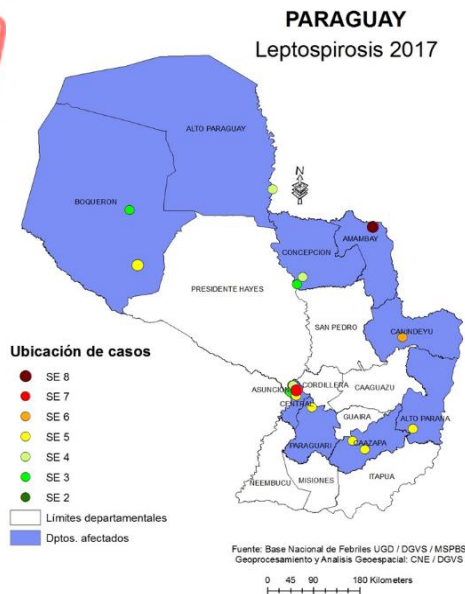 PARAGUAY
Leptospirosis 2017
ALTO PARAGUAY
N
BOQUERON
AMAMBAY
CONCEPCION
PRESIDENTE HAYES
SAN PEDRO
CANINDEYU
Ubicación de casos
SE 8
SE 7
SE 6
SE 5
SE 4
SE 3
SE 2
Límites departamentales
Dptos. afectados
CORDILLERA
ASUNCION
CAAGUAZU
CENTRAL
GUAIRA
ALTO PARANA
PARAGUARI
CAAZAPA
ÑEEMBUCU
MISIONES
ITAPUA
Fuente: Base Nacional de Febriles UGD / DGVS / MSPBS
Geoprocesamiento y Analisis Geoespacial: CNE / DGVS
0 45 90 180 Kilometers